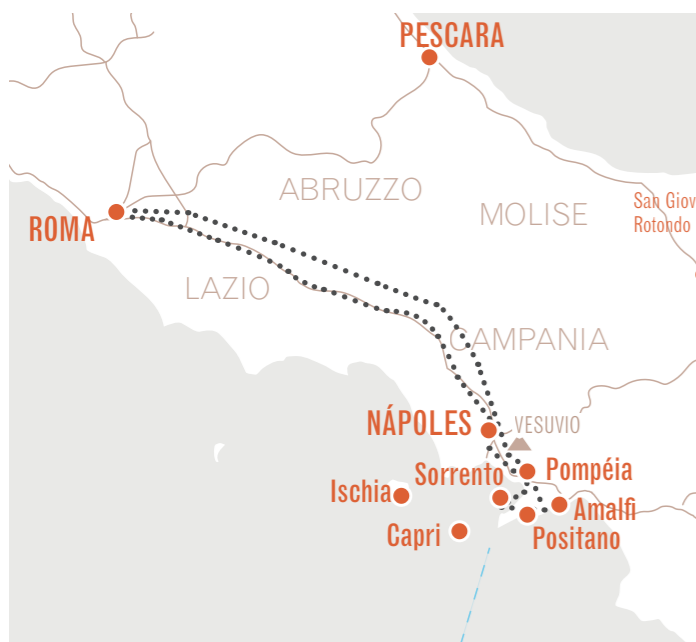 PESCARA
ABRUZZO
MOLISE
San Giov
Rotondo
ROMA
LAZIO
CAMPANIA
NÁPOLES
VESUVIO
Pompéia
Sorrento
Ischia
Amalfi
Capri
Positano